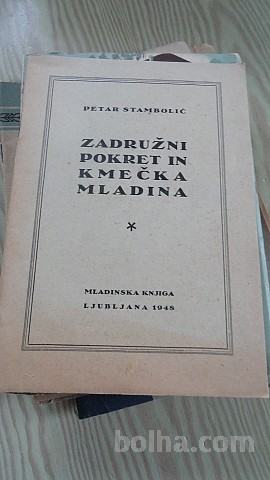 PETAR STAMBOLIĆ
ZADRUŽNI
POKRET IN
KMEČKA
MLADINA
*
MLADINSKA KNJIGA
LJUBLJANA 1948
bolha.com